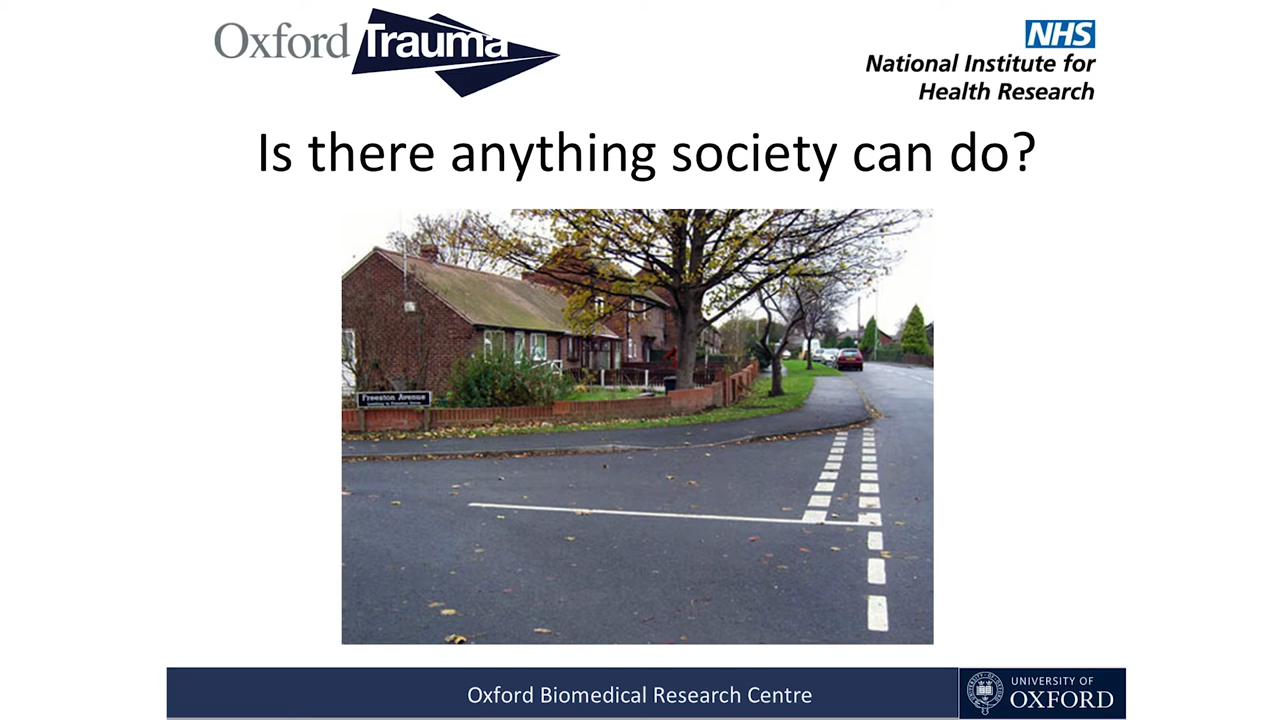 Oxford Trauma
NHS
National Institute for
Health Research
Is there anything society can do?
Freeston Avenue
Oxford Biomedical Research Centre
UNIVERSITY OF
OXFORD